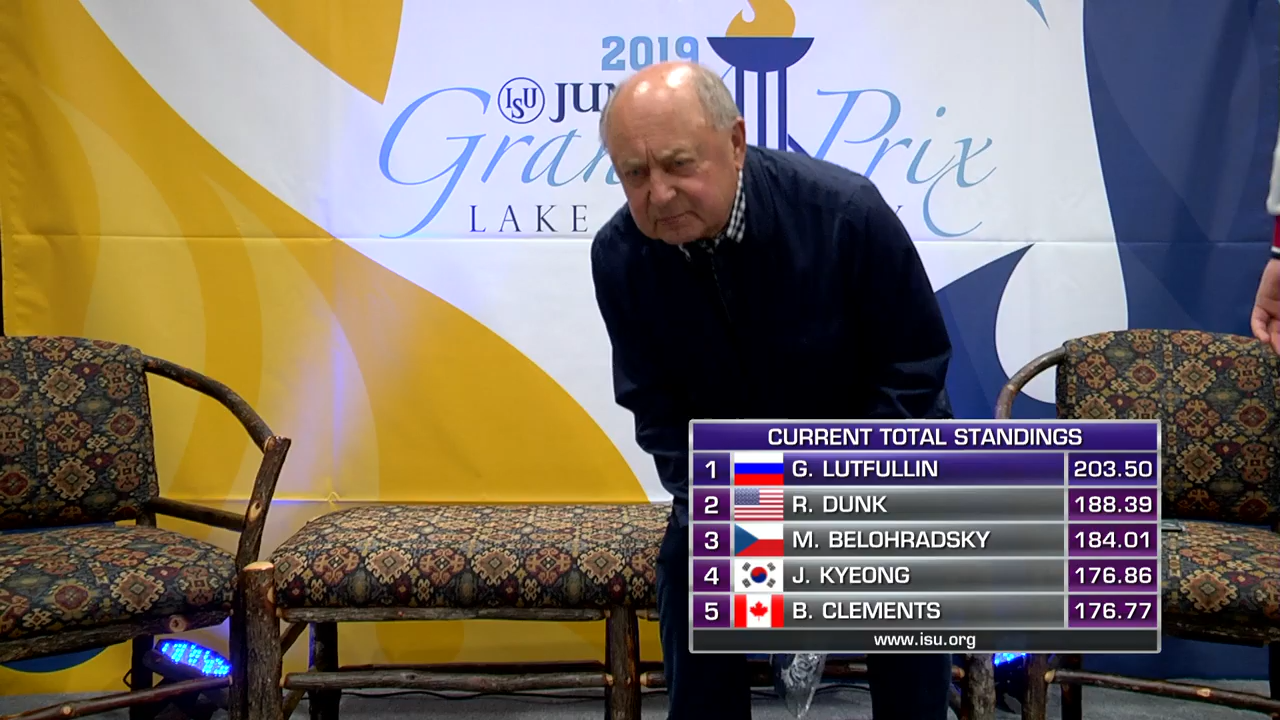 2019
ISU JUN
Gran Prix
LAKE
CURRENT TOTAL STANDINGS
1 G. LUTFULLIN 203.50
2 R. DUNK 188.39
3 M. BELOHRADSKY 184.01
4 J. KYEONG 176.86
5 B. CLEMENTS 176.77
www.isu.org